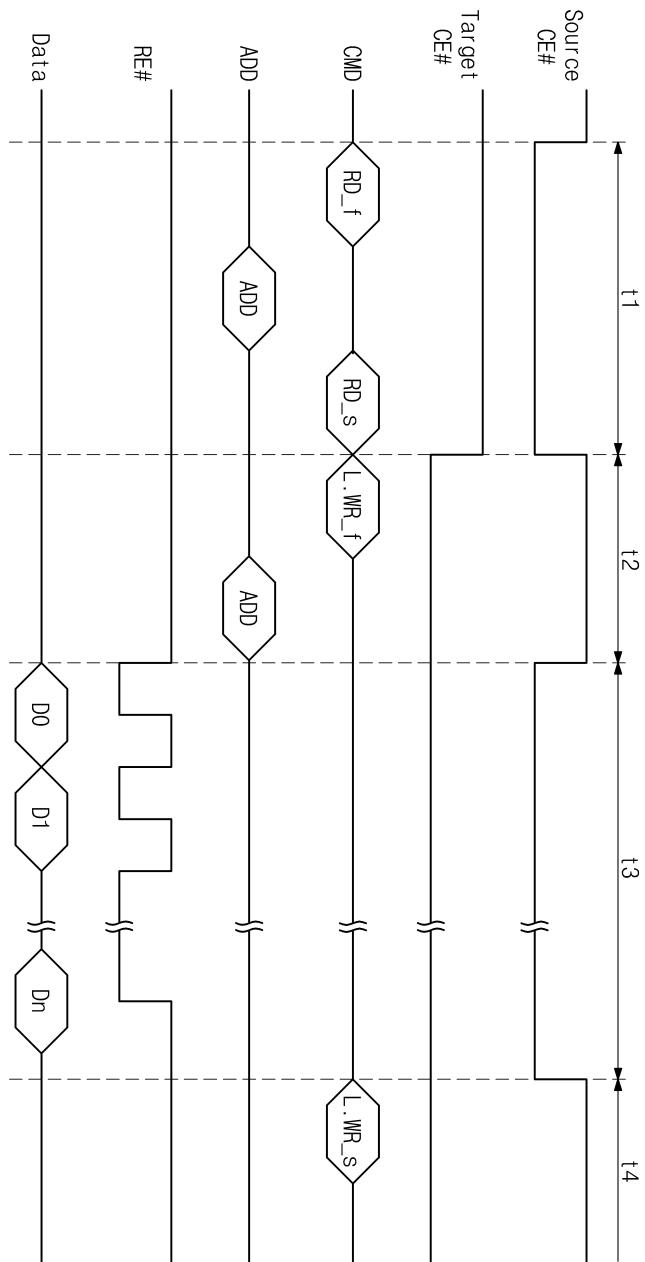 t1
t2
t3
t4
Source
CE#
Target
CE#
CMD
RD_f
RD_s
L.WR_f
L.WR_s
ADD
ADD
ADD
RE#
Data
D0
D1
Dn